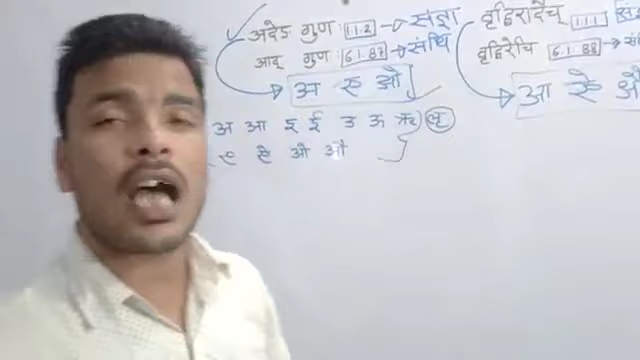 अदेङ गुण 1.1.2 → संज्ञा
आद् गुण 6.1.87 → संधि
अ ए ओ
वृद्धिरादैच् 1.1.1
वृद्धिरेचि 6.1.88
आ ऐ औ
अ आ इ ई उ ऊ ऋ लृ
ए ऐ ओ औ